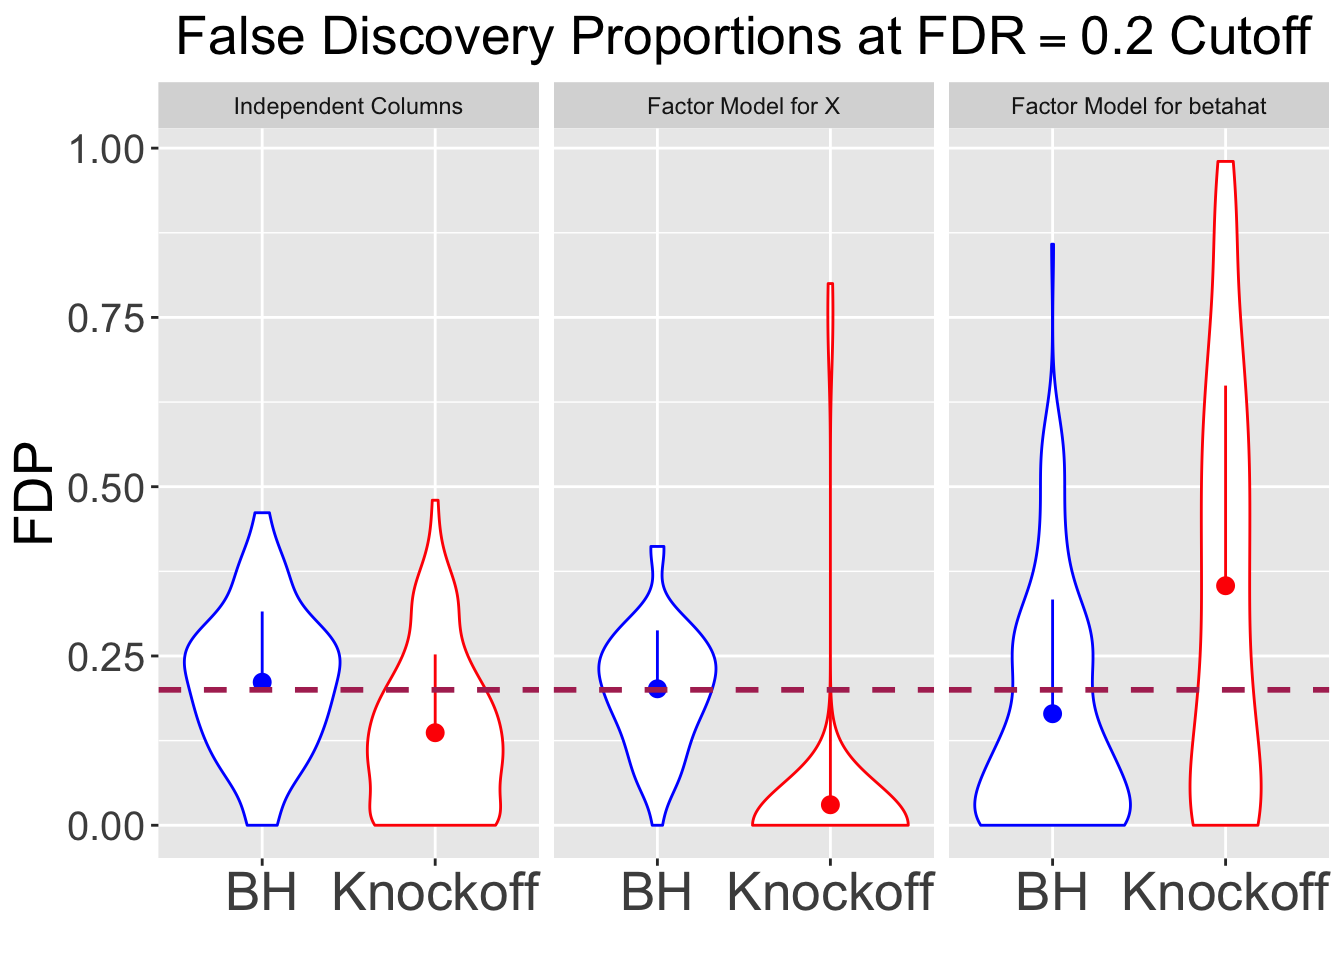 False Discovery Proportions at FDR = 0.2 Cutoff
Independent Columns
Factor Model for X
Factor Model for betahat
1.00
0.75
0.50
0.25
0.00
FDP
BH Knockoff
BH Knockoff
BH Knockoff